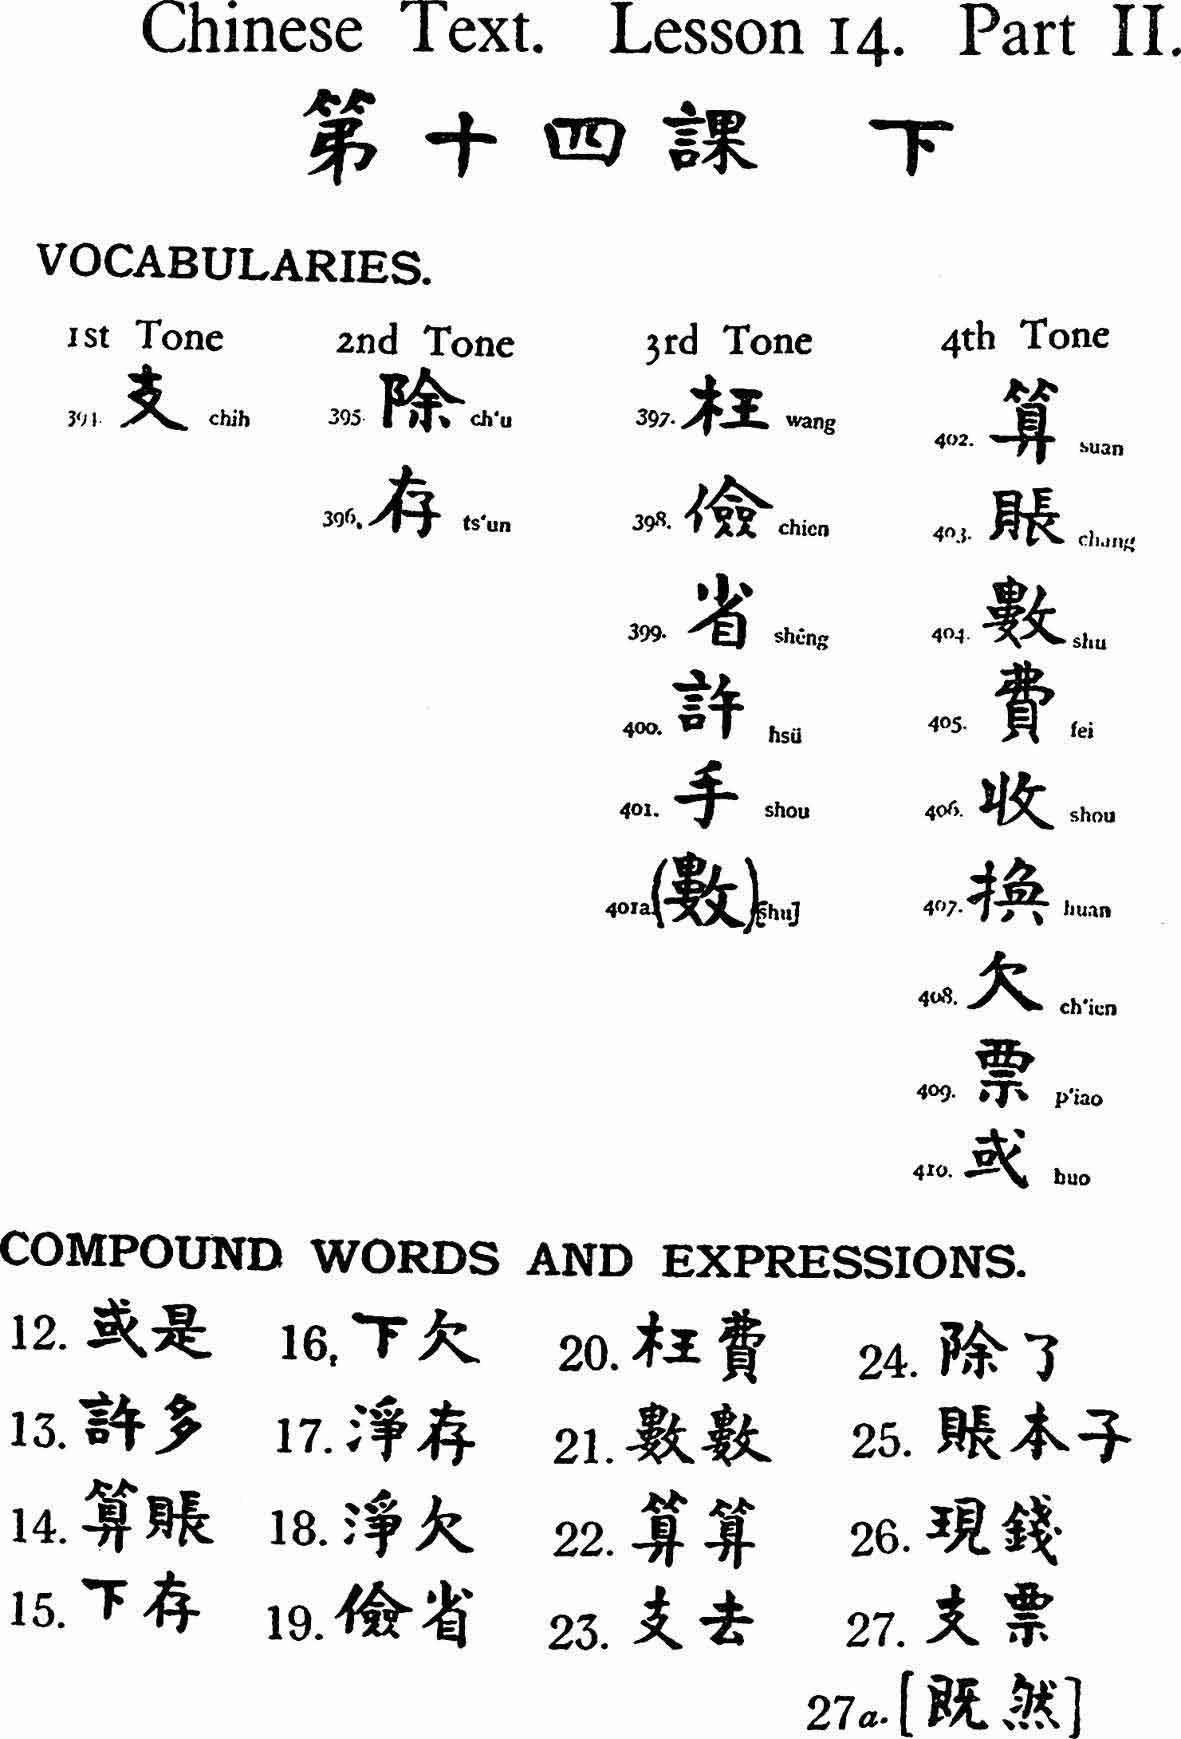 Chinese Text. Lesson 14. Part II.
第十四課 下
VOCABULARIES.
1st Tone 2nd Tone 3rd Tone 4th Tone
394. 支 chih 395. 除 ch'u 397. 枉 wang 402. 算 suan
396. 存 ts'un 398. 儉 chien 403. 賬 chang
399. 省 shêng 404. 數 shu
400. 許 hsü 405. 費 fei
401. 手 shou 406. 收 shou
401a. (數) [shu] 407. 換 huan
408. 欠 ch'ien
409. 票 p'iao
410. 或 huo
COMPOUND WORDS AND EXPRESSIONS.
12. 或是 16. 下欠 20. 枉費 24. 除了
13. 許多 17. 淨存 21. 數數 25. 賬本子
14. 算賬 18. 淨欠 22. 算算 26. 現錢
15. 下存 19. 儉省 23. 支去 27. 支票
27a. [既然]